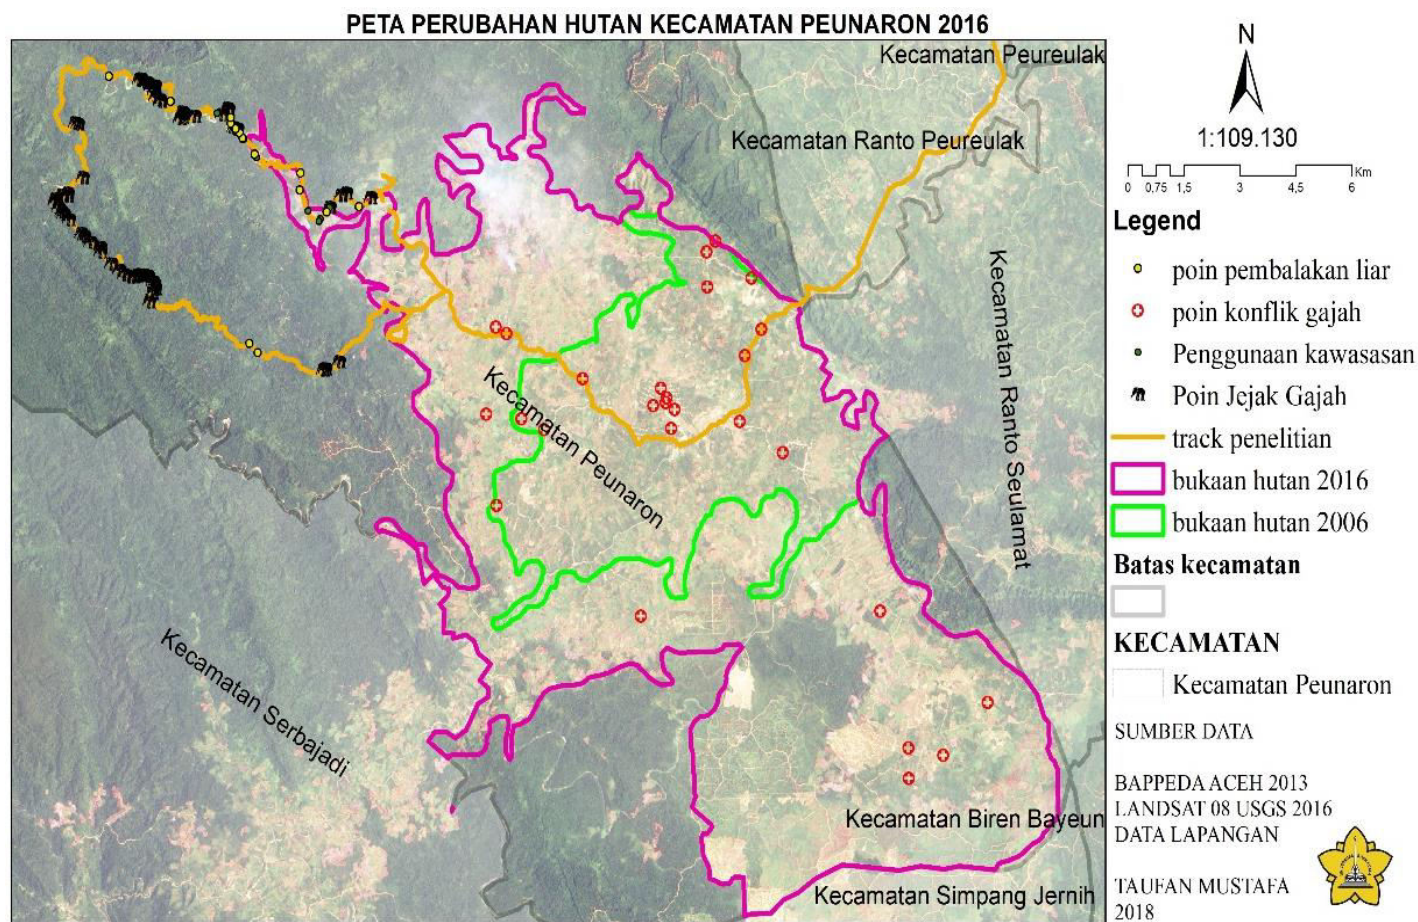 PETA PERUBAHAN HUTAN KECAMATAN PEUNARON 2016
Kecamatan Peureulak
Kecamatan Ranto Peureulak
Kecamatan Ranto Seulamat
Kecamatan Peunaron
Kecamatan Serbajadi
Kecamatan Biren Bayeun
Kecamatan Simpang Jernih
N
1:109.130
0 0,75 1,5 3 4,5 6 Km
Legend
poin pembalakan liar
poin konflik gajah
Penggunaan kawasasan
Poin Jejak Gajah
track penelitian
bukaan hutan 2016
bukaan hutan 2006
Batas kecamatan
KECAMATAN
Kecamatan Peunaron
SUMBER DATA
BAPPEDA ACEH 2013
LANDSAT 08 USGS 2016
DATA LAPANGAN
TAUFAN MUSTAFA
2018